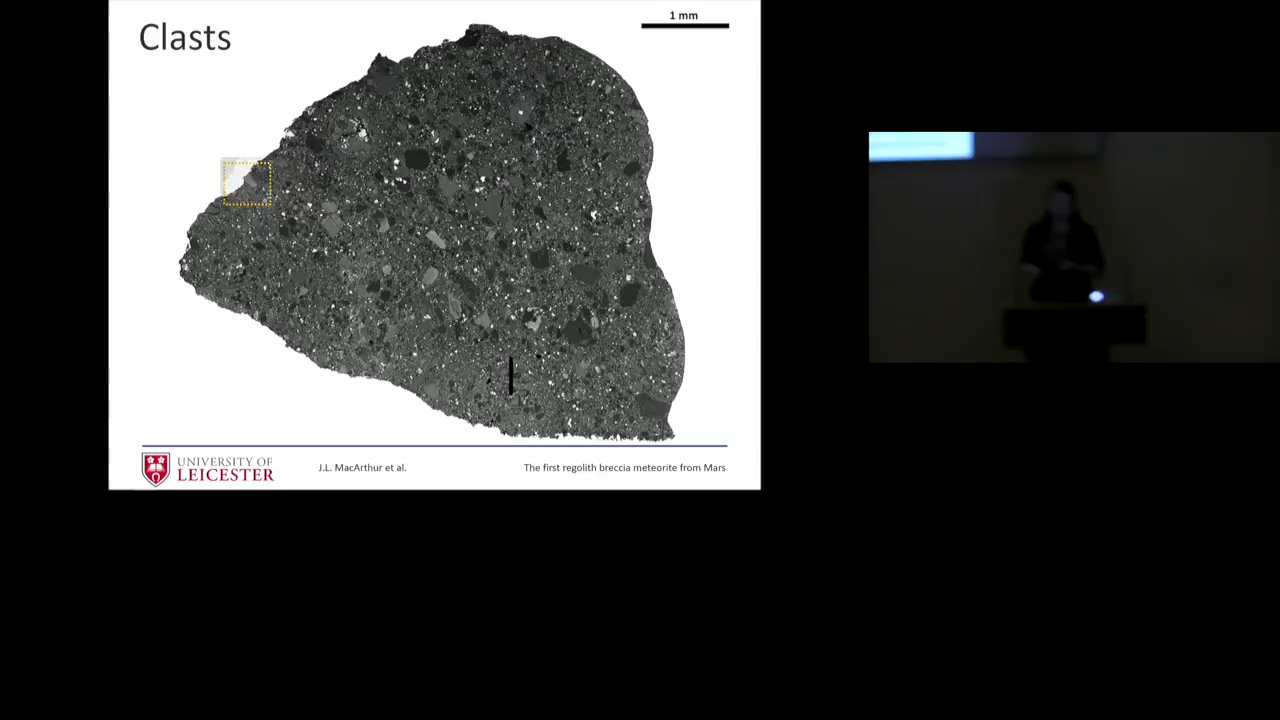 Clasts
1 mm
UNIVERSITY OF
LEICESTER
J.L. MacArthur et al.
The first regolith breccia meteorite from Mars